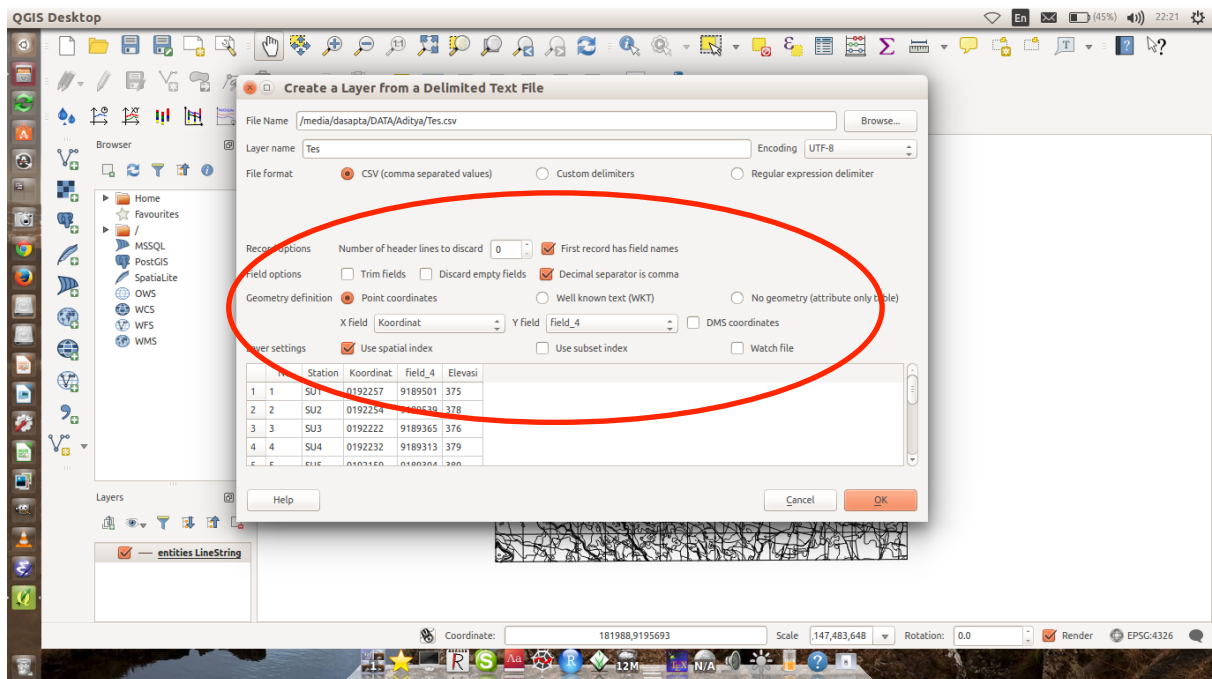 QGIS Desktop
En
(45%)
22:21
Create a Layer from a Delimited Text File
File Name /media/dasapta/DATA/Aditya/Tes.csv Browse...
Layer name Tes Encoding UTF-8
File format CSV (comma separated values) Custom delimiters Regular expression delimiter
Number of header lines to discard 0 First record has field names
Field options Trim fields Discard empty fields Decimal separator is comma
Geometry definition Point coordinates Well known text (WKT) No geometry (attribute only table)
X field Koordinat Y field field_4 DMS coordinates
settings Use spatial index Use subset index Watch file
Station Koordinat field_4 Elevasi
1 1 SU1 0192257 9189501 375
2 2 SU2 0192254 9189539 378
3 3 SU3 0192222 9189365 376
4 4 SU4 0192232 9189313 379
Help Cancel OK
Browser
Home
Favourites
/
MSSQL
PostGIS
SpatiaLite
OWS
WCS
WFS
WMS
Layers
entities LineString
Coordinate: 181988,9195693 Scale ,147,483,648 Rotation: 0.0 Render EPSG:4326
1
R
S
Aa
R
12M
TEX
N/A
?